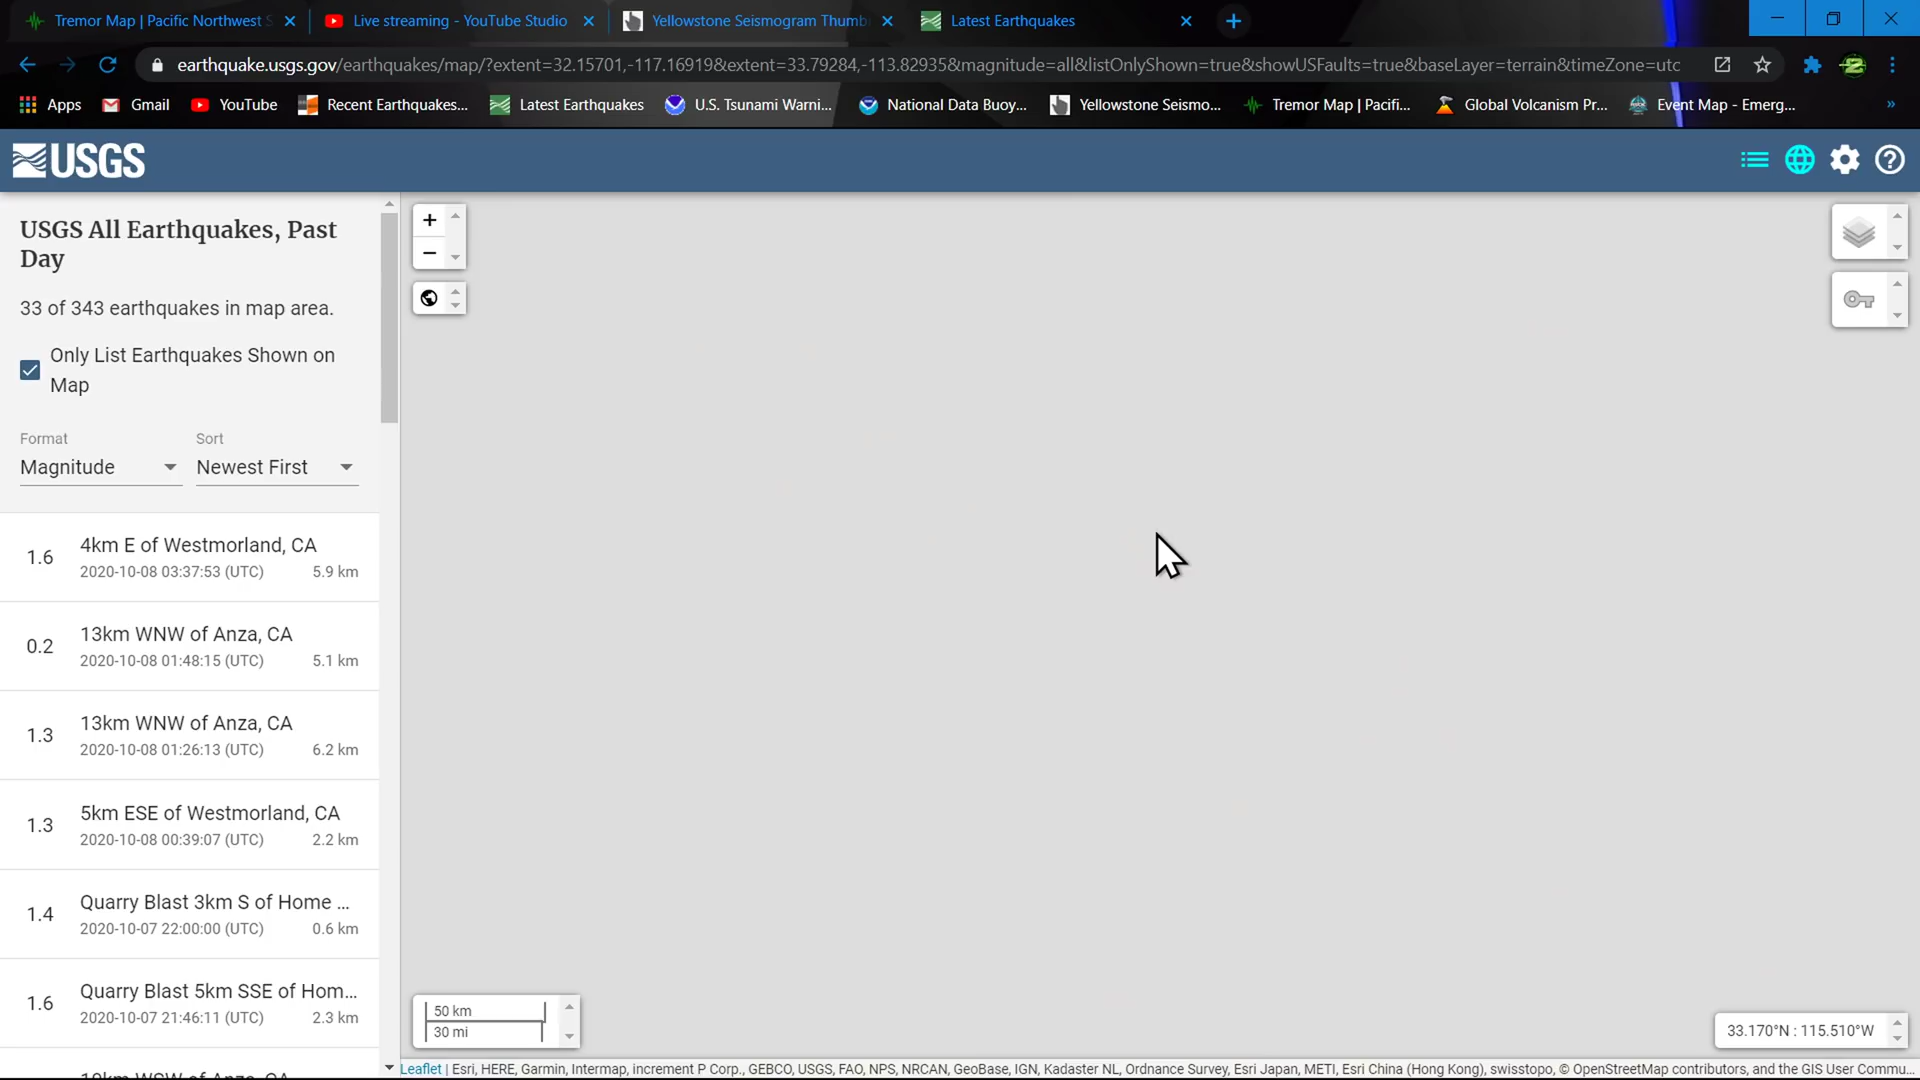 Tremor Map | Pacific Northwest S
Live streaming - YouTube Studio
Yellowstone Seismogram Thumb
Latest Earthquakes
earthquake.usgs.gov/earthquakes/map/?extent=32.15701,-117.16919&extent=33.79284,-113.82935&magnitude=all&listOnlyShown=true&showUSFaults=true&baseLayer=terrain&timeZone=utc
Apps
Gmail
YouTube
Recent Earthquakes...
Latest Earthquakes
U.S. Tsunami Warni...
National Data Buoy...
Yellowstone Seismo...
Tremor Map | Pacifi...
Global Volcanism Pr...
Event Map - Emerg...
USGS
USGS All Earthquakes, Past
Day
33 of 343 earthquakes in map area.
Only List Earthquakes Shown on
Map
Format
Sort
Magnitude
Newest First
1.6
4km E of Westmorland, CA
2020-10-08 03:37:53 (UTC)
5.9 km
0.2
13km WNW of Anza, CA
2020-10-08 01:48:15 (UTC)
5.1 km
1.3
13km WNW of Anza, CA
2020-10-08 01:26:13 (UTC)
6.2 km
1.3
5km ESE of Westmorland, CA
2020-10-08 00:39:07 (UTC)
2.2 km
1.4
Quarry Blast 3km S of Home ...
2020-10-07 22:00:00 (UTC)
0.6 km
1.6
Quarry Blast 5km SSE of Hom...
2020-10-07 21:46:11 (UTC)
2.3 km
10km WSW of Anza, CA
50 km
30 mi
33.170°N : 115.510°W
Leaflet | Esri, HERE, Garmin, Intermap, increment P Corp., GEBCO, USGS, FAO, NPS, NRCAN, GeoBase, IGN, Kadaster NL, Ordnance Survey, Esri Japan, METI, Esri China (Hong Kong), swisstopo, © OpenStreetMap contributors, and the GIS User Commu...